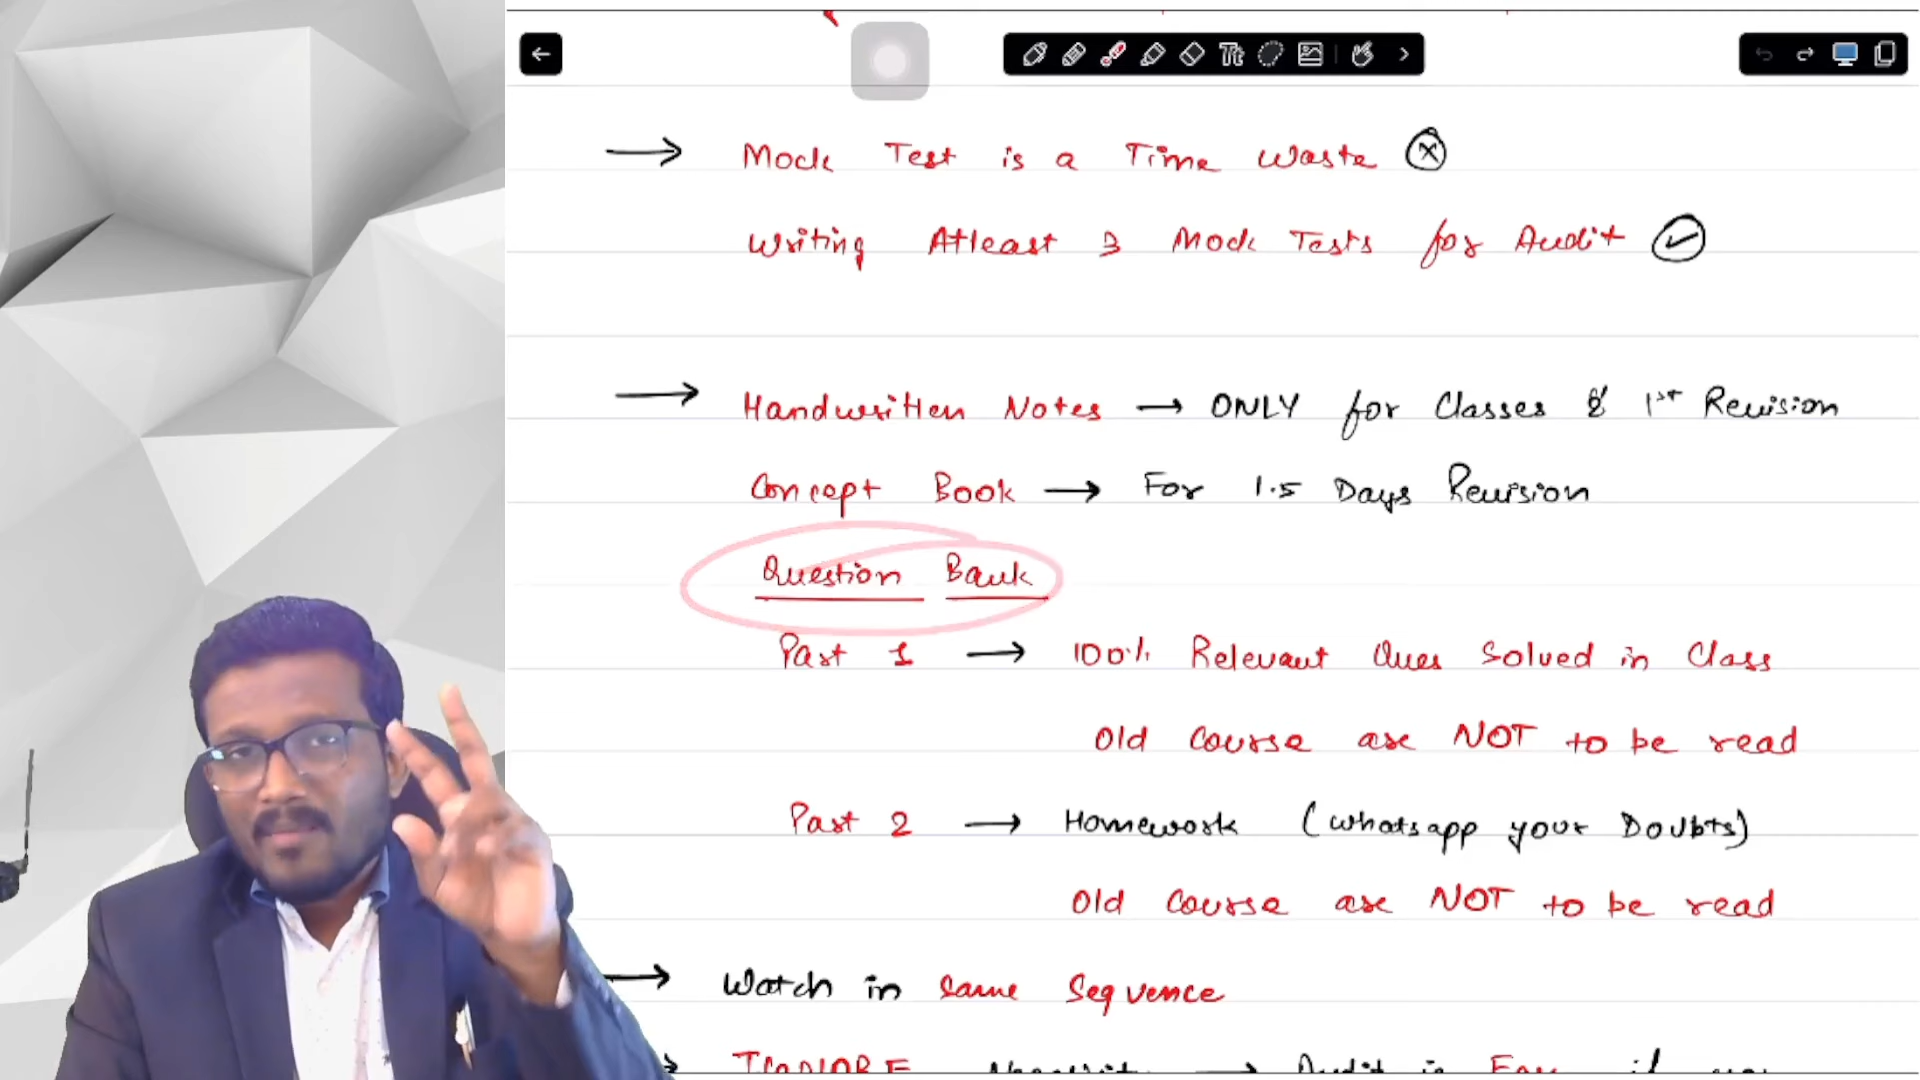 → Mock Test is a Time Waste ⓧ
Writing Atleast 3 Mock Tests for Audit ✓
→ Handwritten Notes → ONLY for Classes & 1st Revision
Concept Book → For 1.5 Days Revision
Question Bank
Part 1 → 100% Relevant Ques Solved in Class
Old Course are NOT to be read
Part 2 → Homework (Whatsapp your Doubts)
Old Course are NOT to be read
→ Watch in Same Sequence
→ Audit is